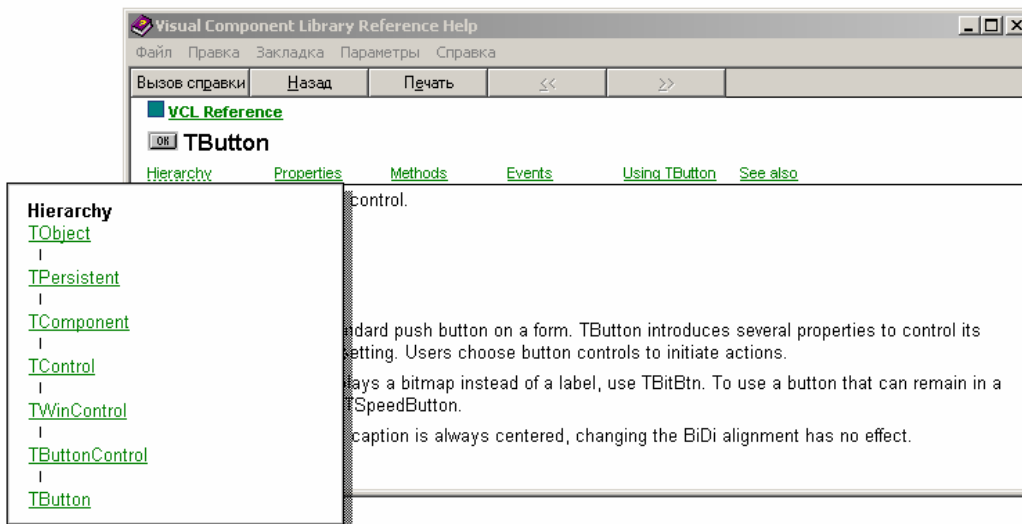 Visual Component Library Reference Help
Файл Правка Закладка Параметры Справка
Вызов справки Назад Печать << >>
VCL Reference
OK TButton
Hierarchy Properties Methods Events Using TButton See also
control.
Hierarchy
TObject
TPersistent
TComponent
TControl
TWinControl
TButtonControl
TButton
dard push button on a form. TButton introduces several properties to control its
etting. Users choose button controls to initiate actions.
lays a bitmap instead of a label, use TBitBtn. To use a button that can remain in a
TSpeedButton.
caption is always centered, changing the BiDi alignment has no effect.